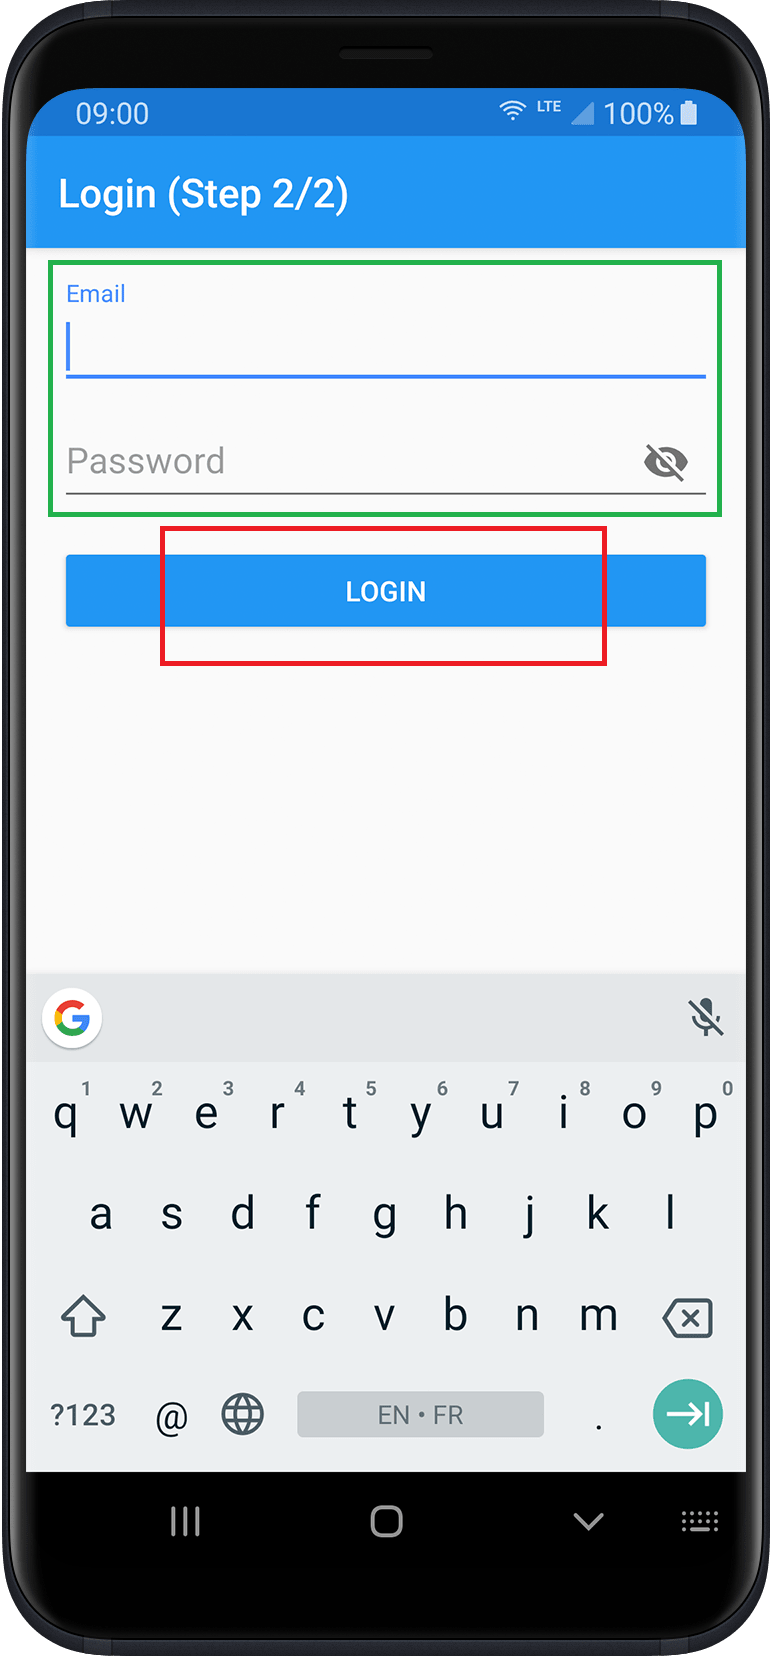 09:00 LTE 100%
Login (Step 2/2)
Email
Password
LOGIN
G
1 2 3 4 5 6 7 8 9 0
q w e r t y u i o p
a s d f g h j k l
z x c v b n m
?123 @ EN • FR .